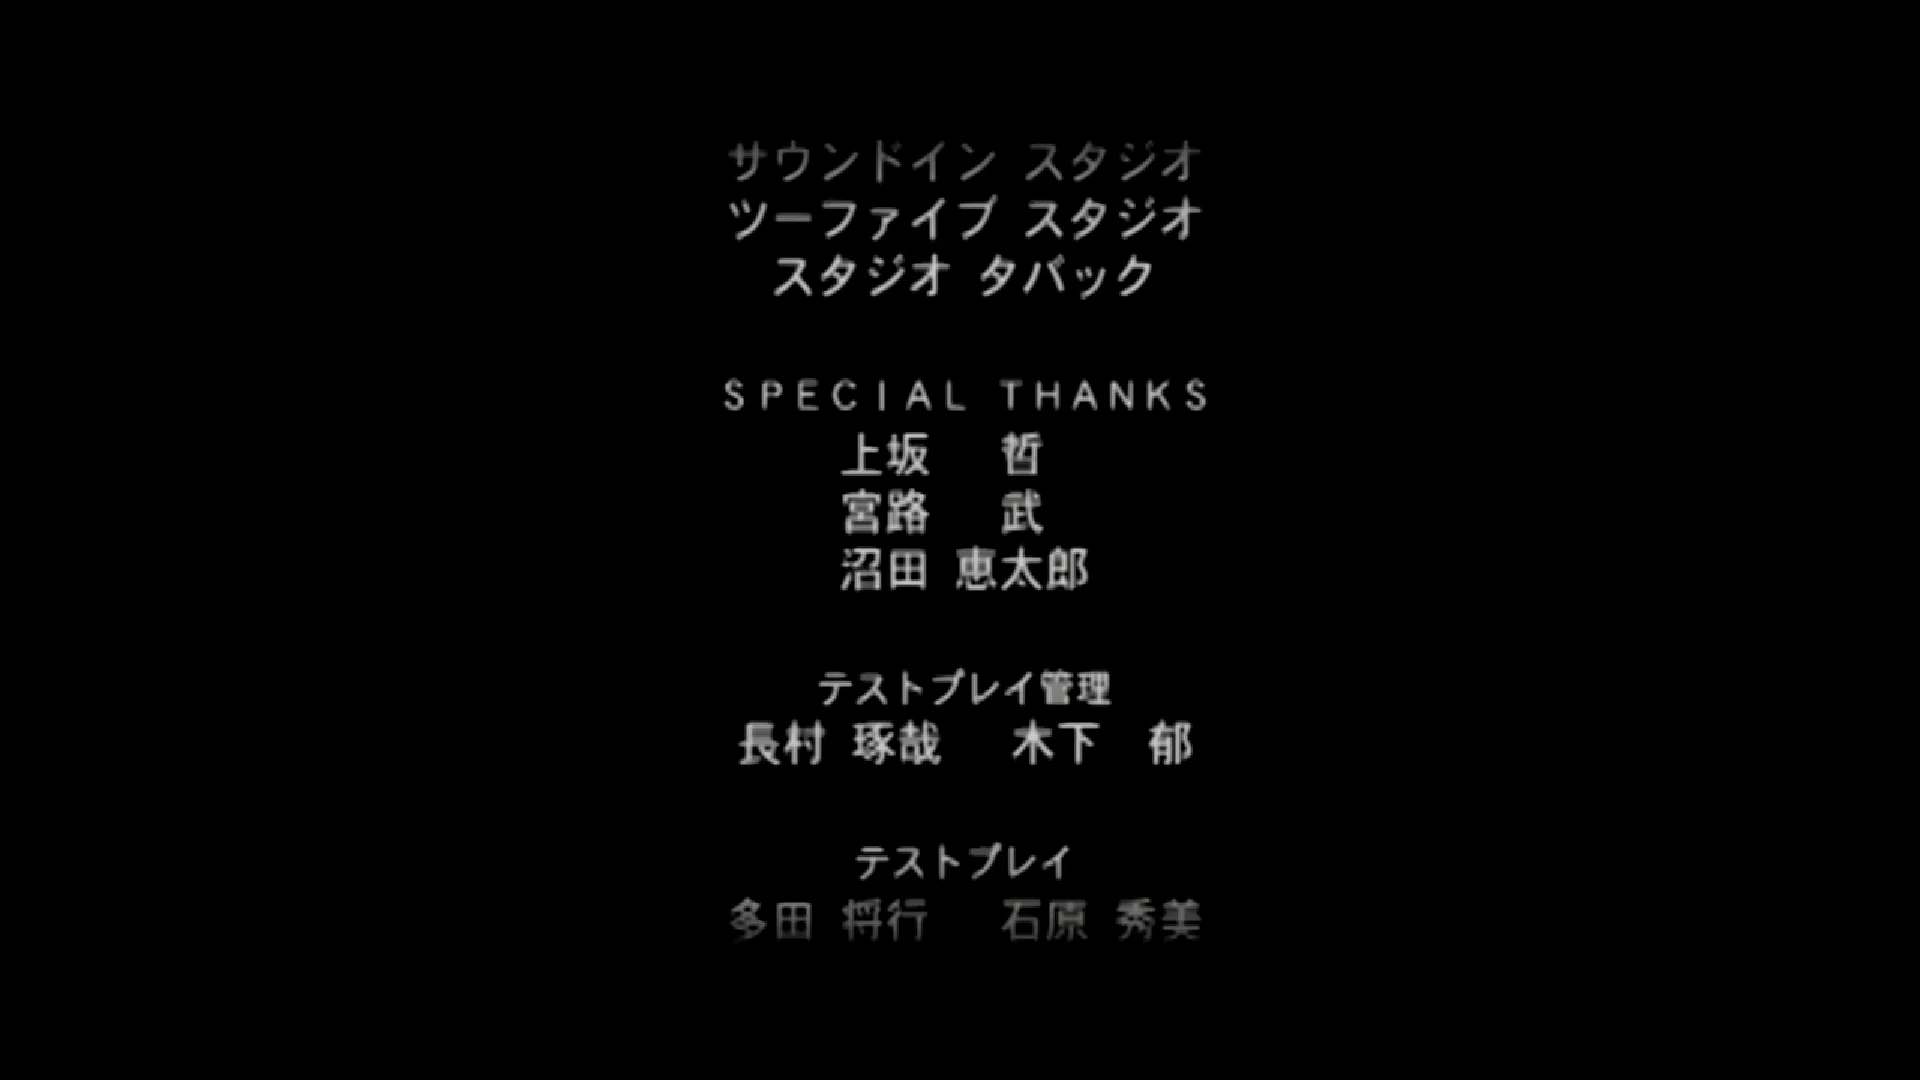 サウンドイン スタジオ
ツーファイブ スタジオ
スタジオ タバック
SPECIAL THANKS
上坂　哲
宮路　武
沼田 恵太郎
テストプレイ管理
長村 琢哉　木下　郁
テストプレイ
多田 将行　石原 秀美